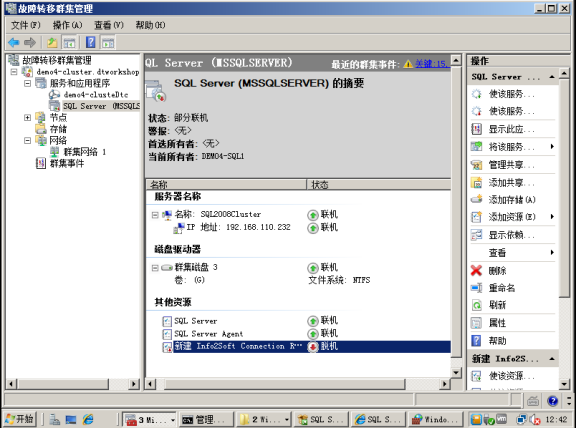 故障转移群集管理
文件(F) 操作(A) 查看(V) 帮助(H)
故障转移群集管理
demo4-cluster.dtworkshop
服务和应用程序
demo4-clusteDtc
SQL Server (MSSQLS
节点
存储
网络
群集网络 1
群集事件
QL Server (MSSQLSERVER) 最近的群集事件: 关键:15,
SQL Server (MSSQLSERVER) 的摘要
状态: 部分联机
警报: <无>
首选所有者: <无>
当前所有者: DEMO4-SQL1
名称 状态
服务器名称
名称: SQL2008Cluster 联机
IP 地址: 192.168.110.232 联机
磁盘驱动器
群集磁盘 3 联机
卷: (G) 文件系统: NTFS
其他资源
SQL Server 联机
SQL Server Agent 联机
新建 Info2Soft Connection R… 脱机
操作
SQL Server ...
使该服务...
使该服务...
显示此应...
将该服务...
管理共享...
添加共享...
添加存储(A)
添加资源(E)
显示依赖...
查看
删除
重命名
刷新
属性
帮助
新建 Info2S...
使该资源...
开始 3 Wi... 管理... 2 Wi... SQL S... SQL S... Windo... 12:42